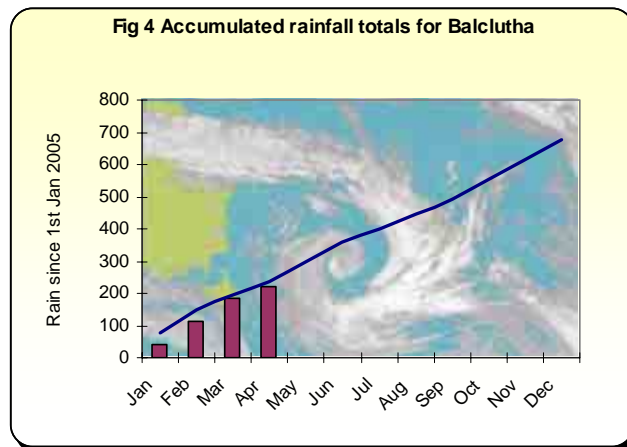 Fig 4 Accumulated rainfall totals for Balclutha
800
700
600
500
400
300
200
100
0
Rain since 1st Jan 2005
Jan
Feb
Mar
Apr
May
Jun
Jul
Aug
Sep
Oct
Nov
Dec